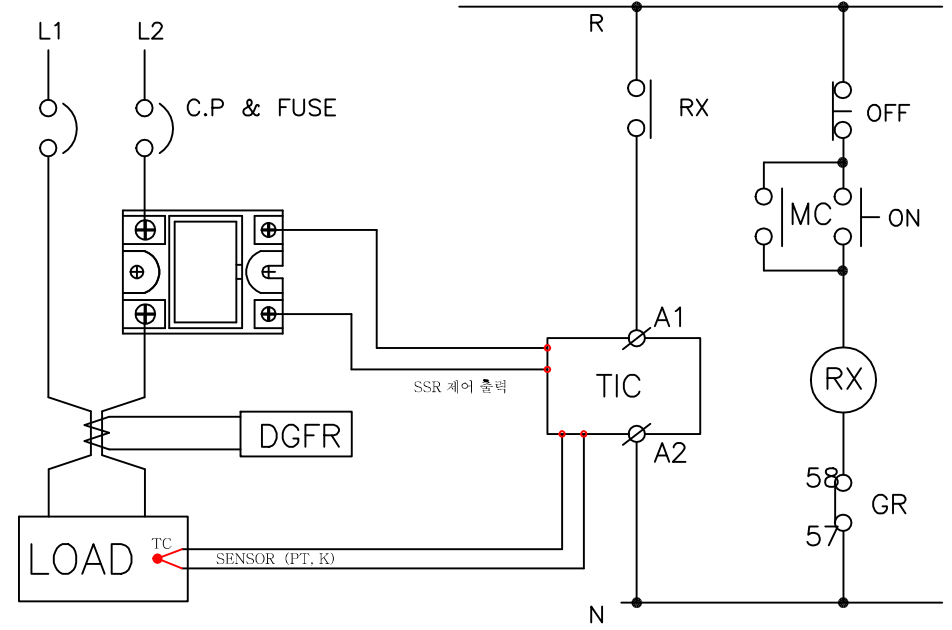 L1
L2
C.P & FUSE
R
RX
OFF
MC
ON
A1
TIC
SSR 제어 출력
RX
A2
DGFR
58
GR
57
LOAD
TC
SENSOR (PT, K)
N